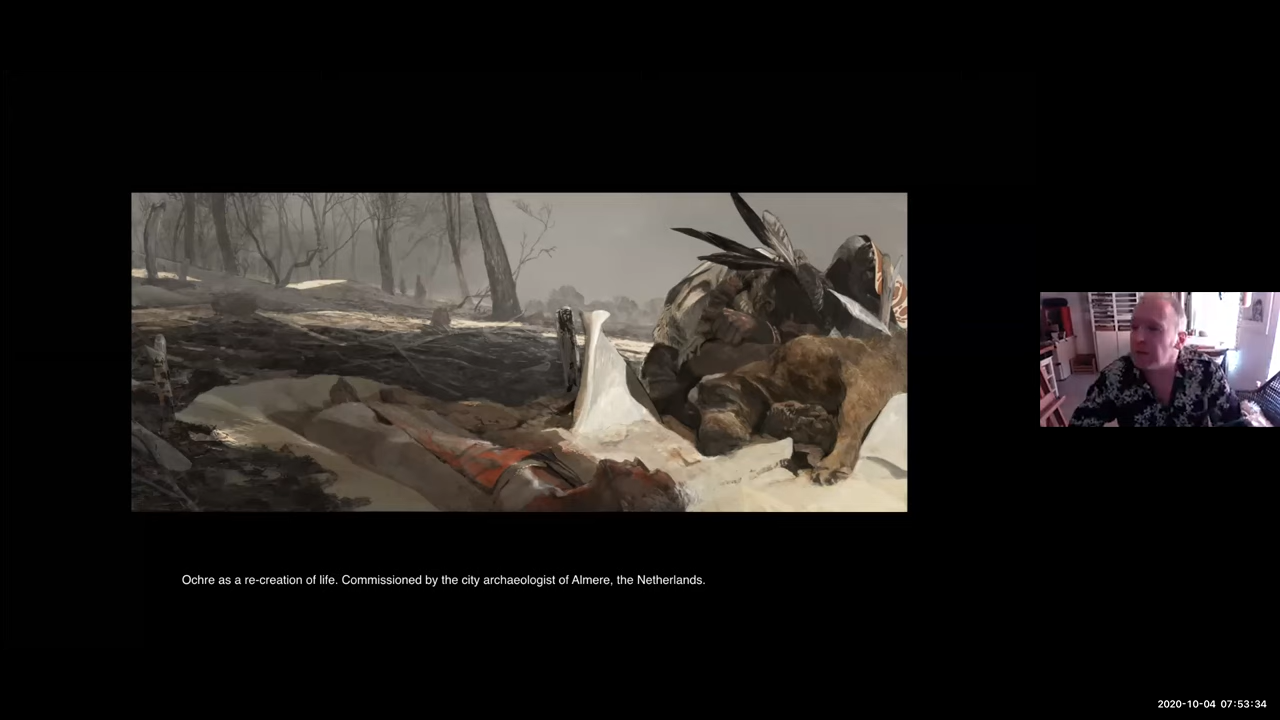 Ochre as a re-creation of life. Commissioned by the city archaeologist of Almere, the Netherlands.
2020-10-04 07:53:34